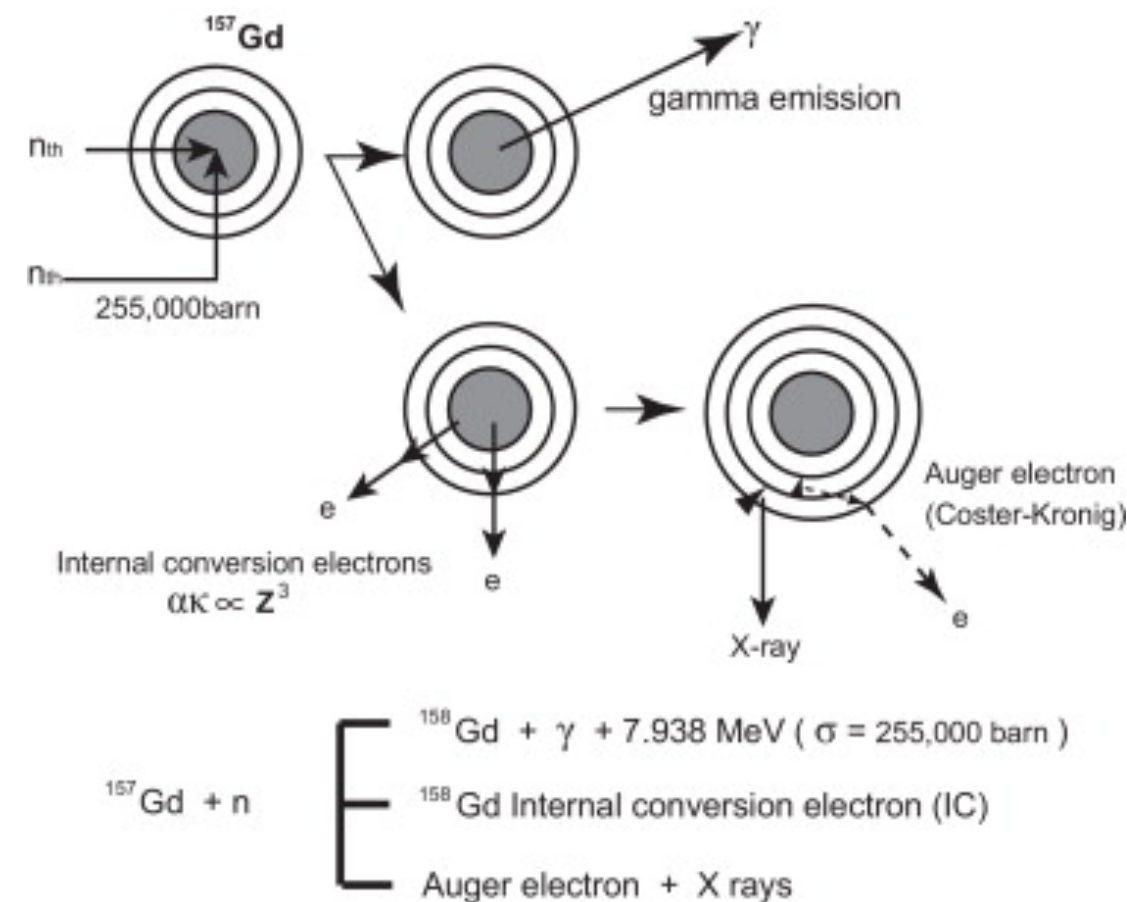 ¹⁵⁷Gd
γ
gamma emission
nth
nth
255,000barn
e
e
Internal conversion electrons
ακ ∝ Z³
Auger electron
(Coster-Kronig)
e
X-ray
¹⁵⁸Gd + γ + 7.938 MeV ( σ = 255,000 barn )
¹⁵⁷Gd + n
¹⁵⁸Gd Internal conversion electron (IC)
Auger electron + X rays